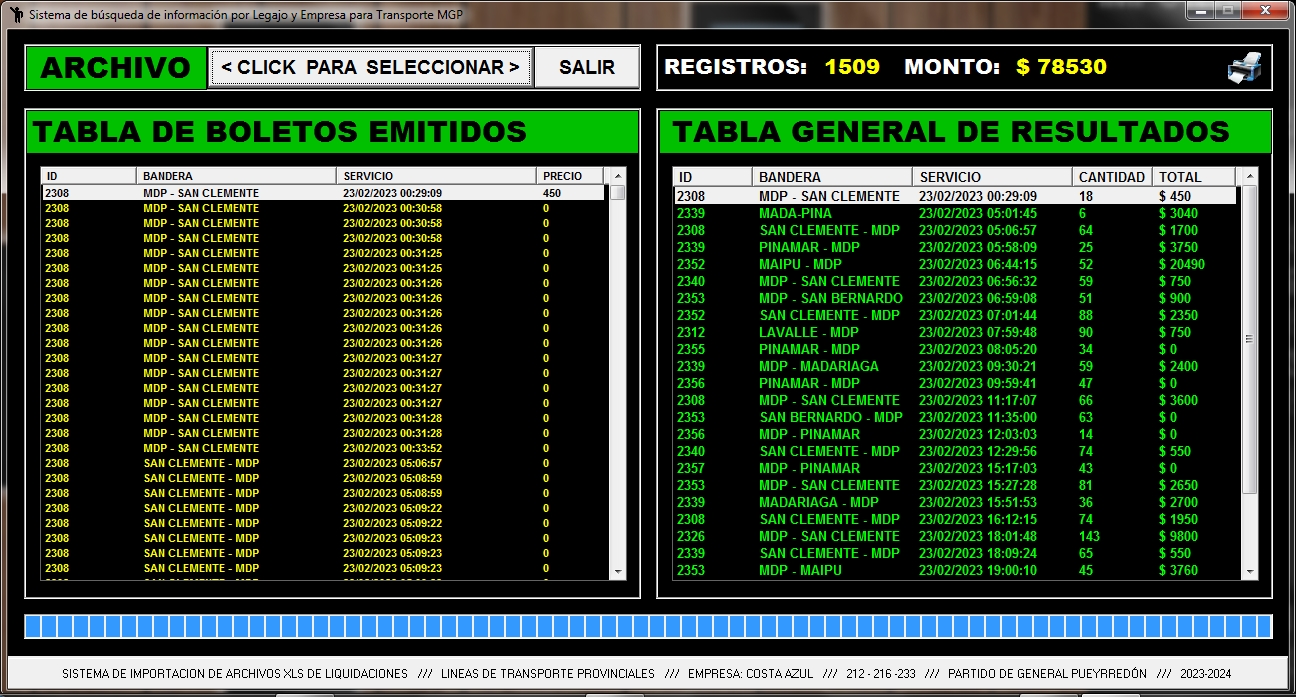 Sistema de búsqueda de información por Legajo y Empresa para Transporte MGP
ARCHIVO < CLICK PARA SELECCIONAR > SALIR
REGISTROS: 1509 MONTO: $ 78530
TABLA DE BOLETOS EMITIDOS
ID BANDERA SERVICIO PRECIO
2308 MDP - SAN CLEMENTE 23/02/2023 00:29:09 450
2308 MDP - SAN CLEMENTE 23/02/2023 00:30:58 0
2308 MDP - SAN CLEMENTE 23/02/2023 00:30:58 0
2308 MDP - SAN CLEMENTE 23/02/2023 00:30:58 0
2308 MDP - SAN CLEMENTE 23/02/2023 00:31:25 0
2308 MDP - SAN CLEMENTE 23/02/2023 00:31:25 0
2308 MDP - SAN CLEMENTE 23/02/2023 00:31:26 0
2308 MDP - SAN CLEMENTE 23/02/2023 00:31:26 0
2308 MDP - SAN CLEMENTE 23/02/2023 00:31:26 0
2308 MDP - SAN CLEMENTE 23/02/2023 00:31:26 0
2308 MDP - SAN CLEMENTE 23/02/2023 00:31:26 0
2308 MDP - SAN CLEMENTE 23/02/2023 00:31:27 0
2308 MDP - SAN CLEMENTE 23/02/2023 00:31:27 0
2308 MDP - SAN CLEMENTE 23/02/2023 00:31:27 0
2308 MDP - SAN CLEMENTE 23/02/2023 00:31:27 0
2308 MDP - SAN CLEMENTE 23/02/2023 00:31:28 0
2308 MDP - SAN CLEMENTE 23/02/2023 00:31:28 0
2308 MDP - SAN CLEMENTE 23/02/2023 00:33:52 0
2308 SAN CLEMENTE - MDP 23/02/2023 05:06:57 0
2308 SAN CLEMENTE - MDP 23/02/2023 05:08:59 0
2308 SAN CLEMENTE - MDP 23/02/2023 05:08:59 0
2308 SAN CLEMENTE - MDP 23/02/2023 05:09:22 0
2308 SAN CLEMENTE - MDP 23/02/2023 05:09:22 0
2308 SAN CLEMENTE - MDP 23/02/2023 05:09:23 0
2308 SAN CLEMENTE - MDP 23/02/2023 05:09:23 0
2308 SAN CLEMENTE - MDP 23/02/2023 05:09:23 0
TABLA GENERAL DE RESULTADOS
ID BANDERA SERVICIO CANTIDAD TOTAL
2308 MDP - SAN CLEMENTE 23/02/2023 00:29:09 18 $ 450
2339 MADA-PINA 23/02/2023 05:01:45 6 $ 3040
2308 SAN CLEMENTE - MDP 23/02/2023 05:06:57 64 $ 1700
2339 PINAMAR - MDP 23/02/2023 05:58:09 25 $ 3750
2352 MAIPU - MDP 23/02/2023 06:44:15 52 $ 20490
2340 MDP - SAN CLEMENTE 23/02/2023 06:56:32 59 $ 750
2353 MDP - SAN BERNARDO 23/02/2023 06:59:08 51 $ 900
2352 SAN CLEMENTE - MDP 23/02/2023 07:01:44 88 $ 2350
2312 LAVALLE - MDP 23/02/2023 07:59:48 90 $ 750
2355 PINAMAR - MDP 23/02/2023 08:05:20 34 $ 0
2339 MDP - MADARIAGA 23/02/2023 09:30:21 59 $ 2400
2356 PINAMAR - MDP 23/02/2023 09:59:41 47 $ 0
2308 MDP - SAN CLEMENTE 23/02/2023 11:17:07 66 $ 3600
2353 SAN BERNARDO - MDP 23/02/2023 11:35:00 63 $ 0
2356 MDP - PINAMAR 23/02/2023 12:03:03 14 $ 0
2340 SAN CLEMENTE - MDP 23/02/2023 12:29:56 74 $ 550
2357 MDP - PINAMAR 23/02/2023 15:17:03 43 $ 0
2353 MDP - SAN CLEMENTE 23/02/2023 15:27:28 81 $ 2650
2339 MADARIAGA - MDP 23/02/2023 15:51:53 36 $ 2700
2308 SAN CLEMENTE - MDP 23/02/2023 16:12:15 74 $ 1950
2326 MDP - SAN CLEMENTE 23/02/2023 18:01:48 143 $ 9800
2339 SAN CLEMENTE - MDP 23/02/2023 18:09:24 65 $ 550
2353 MDP - MAIPU 23/02/2023 19:00:10 45 $ 3760
SISTEMA DE IMPORTACION DE ARCHIVOS XLS DE LIQUIDACIONES /// LINEAS DE TRANSPORTE PROVINCIALES /// EMPRESA: COSTA AZUL /// 212 - 216 -233 /// PARTIDO DE GENERAL PUEYRREDÓN /// 2023-2024